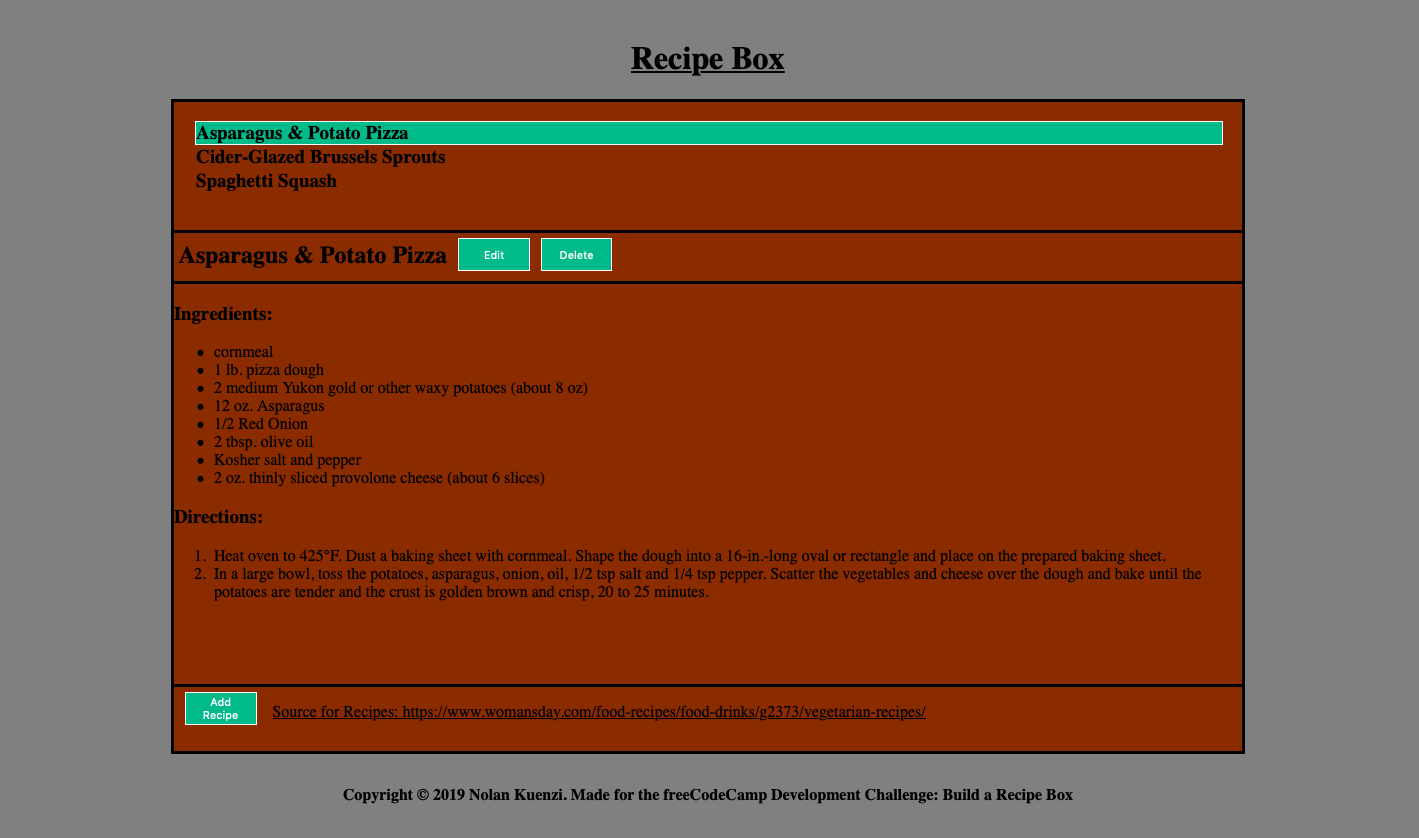 Recipe Box
Asparagus & Potato Pizza
Cider-Glazed Brussels Sprouts
Spaghetti Squash
Asparagus & Potato Pizza
Edit
Delete
Ingredients:
• cornmeal
• 1 lb. pizza dough
• 2 medium Yukon gold or other waxy potatoes (about 8 oz)
• 12 oz. Asparagus
• 1/2 Red Onion
• 2 tbsp. olive oil
• Kosher salt and pepper
• 2 oz. thinly sliced provolone cheese (about 6 slices)
Directions:
1. Heat oven to 425°F. Dust a baking sheet with cornmeal. Shape the dough into a 16-in.-long oval or rectangle and place on the prepared baking sheet.
2. In a large bowl, toss the potatoes, asparagus, onion, oil, 1/2 tsp salt and 1/4 tsp pepper. Scatter the vegetables and cheese over the dough and bake until the
potatoes are tender and the crust is golden brown and crisp, 20 to 25 minutes.
Add
Recipe
Source for Recipes: https://www.womansday.com/food-recipes/food-drinks/g2373/vegetarian-recipes/
Copyright © 2019 Nolan Kuenzi. Made for the freeCodeCamp Development Challenge: Build a Recipe Box